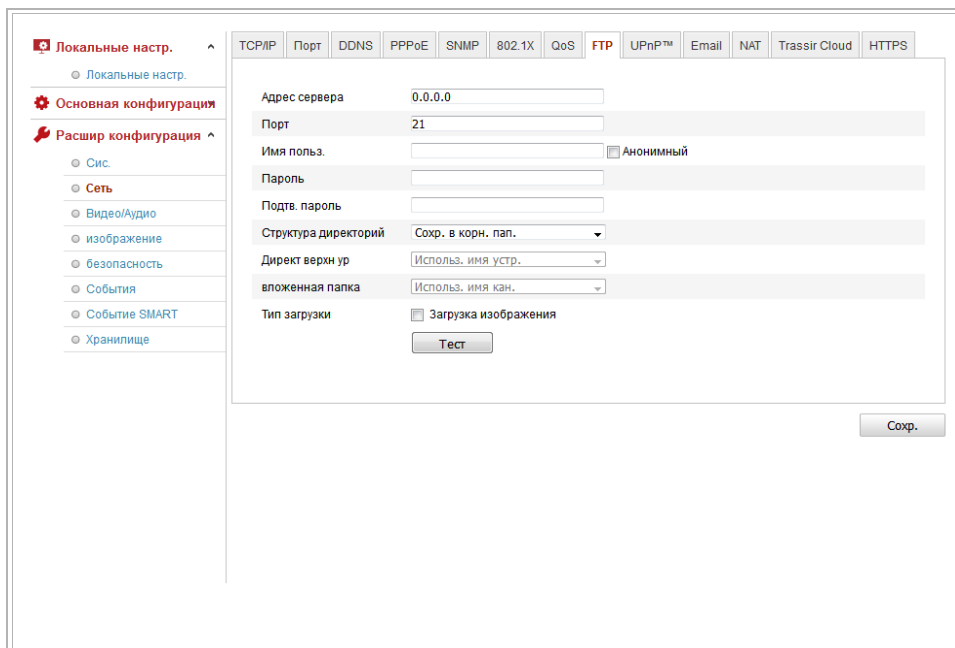 Локальные настр.
Локальные настр.
Основная конфигурация
Расшир конфигурация
Сис.
Сеть
Видео/Аудио
изображение
безопасность
События
Событие SMART
Хранилище
TCP/IP Порт DDNS PPPoE SNMP 802.1X QoS FTP UPnP™ Email NAT Trassir Cloud HTTPS
Адрес сервера 0.0.0.0
Порт 21
Имя польз. Анонимный
Пароль
Подтв. пароль
Структура директорий Сохр. в корн. пап.
Директ верхн ур Использ. имя устр.
вложенная папка Использ. имя кан.
Тип загрузки Загрузка изображения
Тест
Сохр.